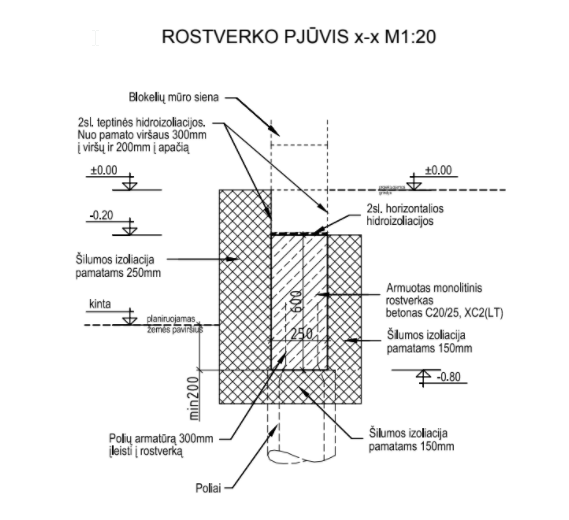 ROSTVERKO PJŪVIS x-x M1:20
Blokelių mūro siena
2sl. teptinės hidroizoliacijos.
Nuo pamato viršaus 300mm
į viršų ir 200mm į apačią
±0.00
±0.00
-0.20
2sl. horizontalios
hidroizoliacijos
Šilumos izoliacija
pamatams 250mm
Armuotas monolitinis
rostverkas
betonas C20/25, XC2(LT)
600
kinta
planiruojamas
žemės paviršius
250
Šilumos izoliacija
pamatams 150mm
min200
-0.80
Polių armatūrą 300mm
įleisti į rostverką
Šilumos izoliacija
pamatams 150mm
Poliai